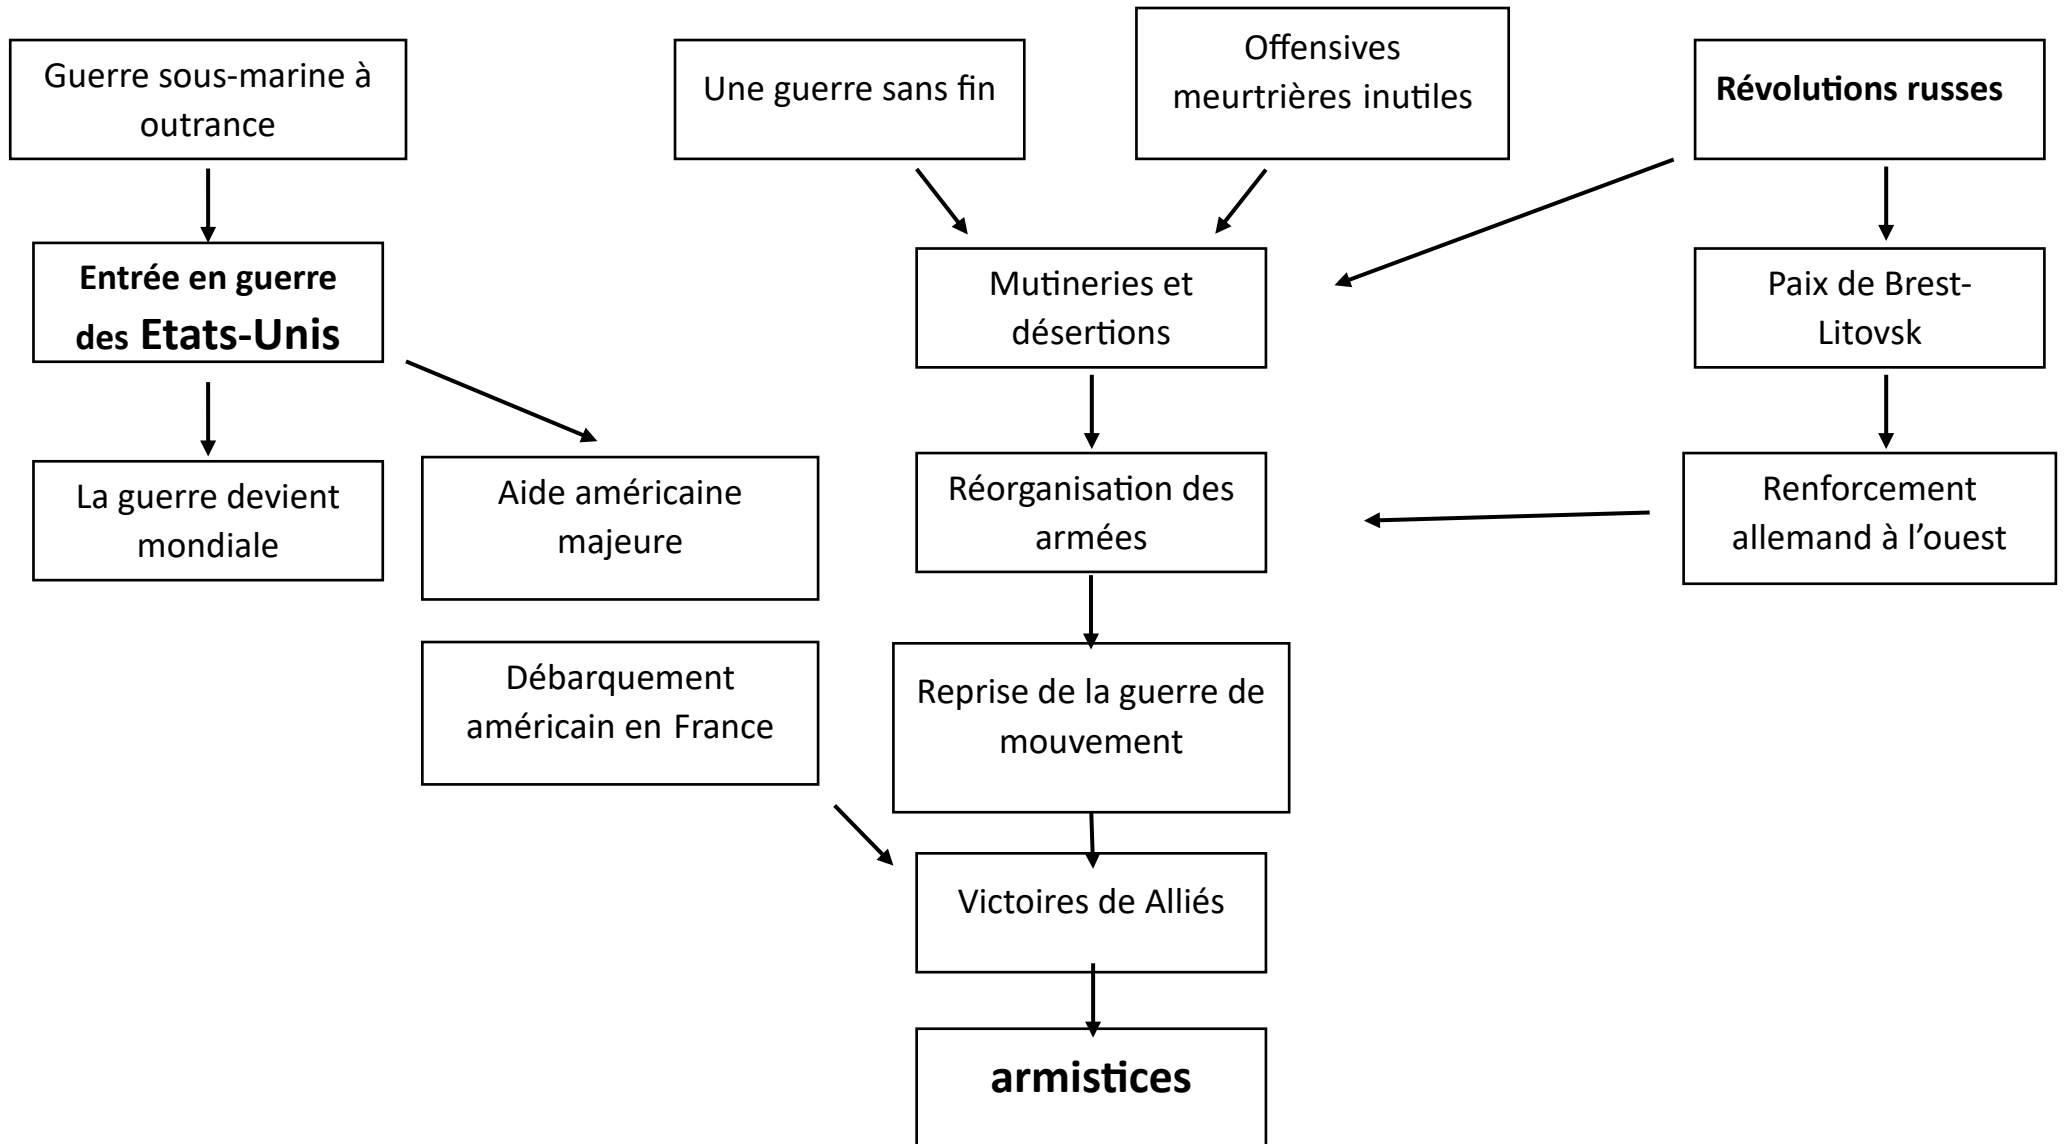 Guerre sous-marine à
outrance
Une guerre sans fin
Offensives
meurtrières inutiles
Révolutions russes
Entrée en guerre
des Etats-Unis
Mutineries et
désertions
Paix de Brest-
Litovsk
La guerre devient
mondiale
Aide américaine
majeure
Réorganisation des
armées
Renforcement
allemand à l’ouest
Débarquement
américain en France
Reprise de la guerre de
mouvement
Victoires de Alliés
armistices